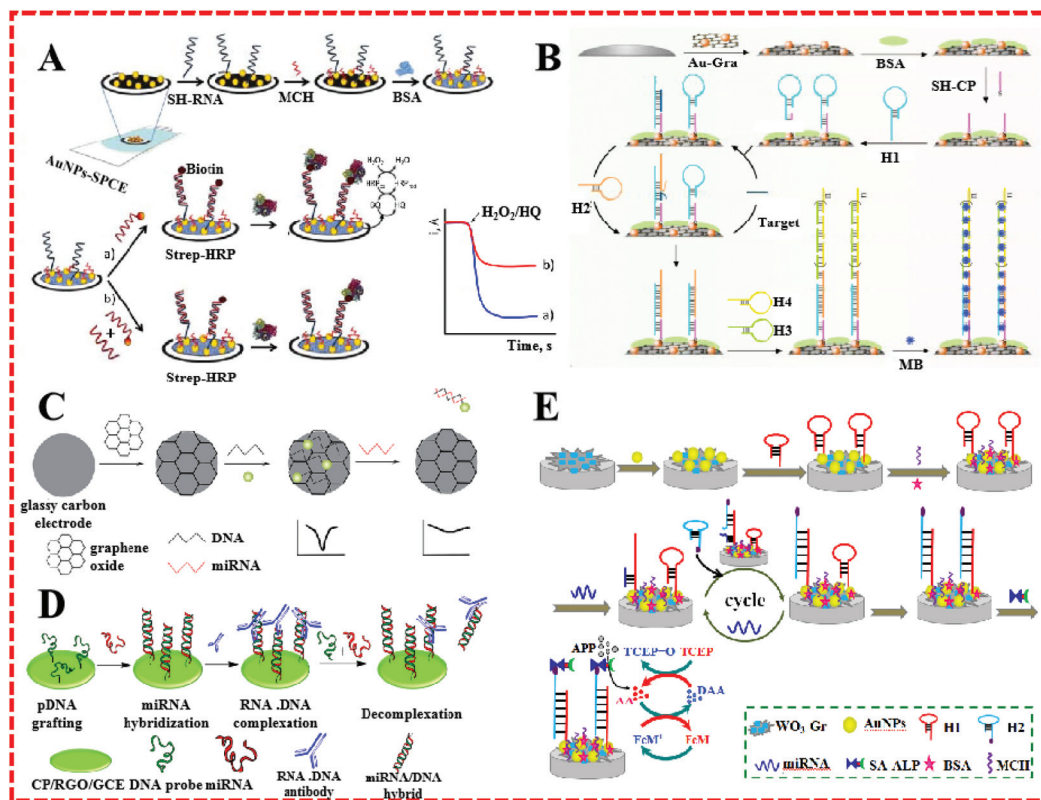 A
SH-RNA
MCH
BSA
AuNPs-SPCE
Biotin
a)
Strep-HRP
b)
+
Strep-HRP
H₂O₂
H₂O
H₂O₂/HQ
b)
a)
Time, s
B
Au-Gra
BSA
SH-CP
H1
H2
Target
H4
H3
MB
C
glassy carbon
electrode
graphene
oxide
DNA
miRNA
D
pDNA
grafting
miRNA
hybridization
RNA .DNA
complexation
Decomplexation
CP/RGO/GCE
DNA probe
miRNA
RNA .DNA
antibody
miRNA/DNA
hybrid
E
cycle
APP
TCEP=O
TCEP
AA
DAA
FcM⁺
FcM
WO₃ Gr
AuNPs
H1
H2
miRNA
SA ALP
BSA
MCH